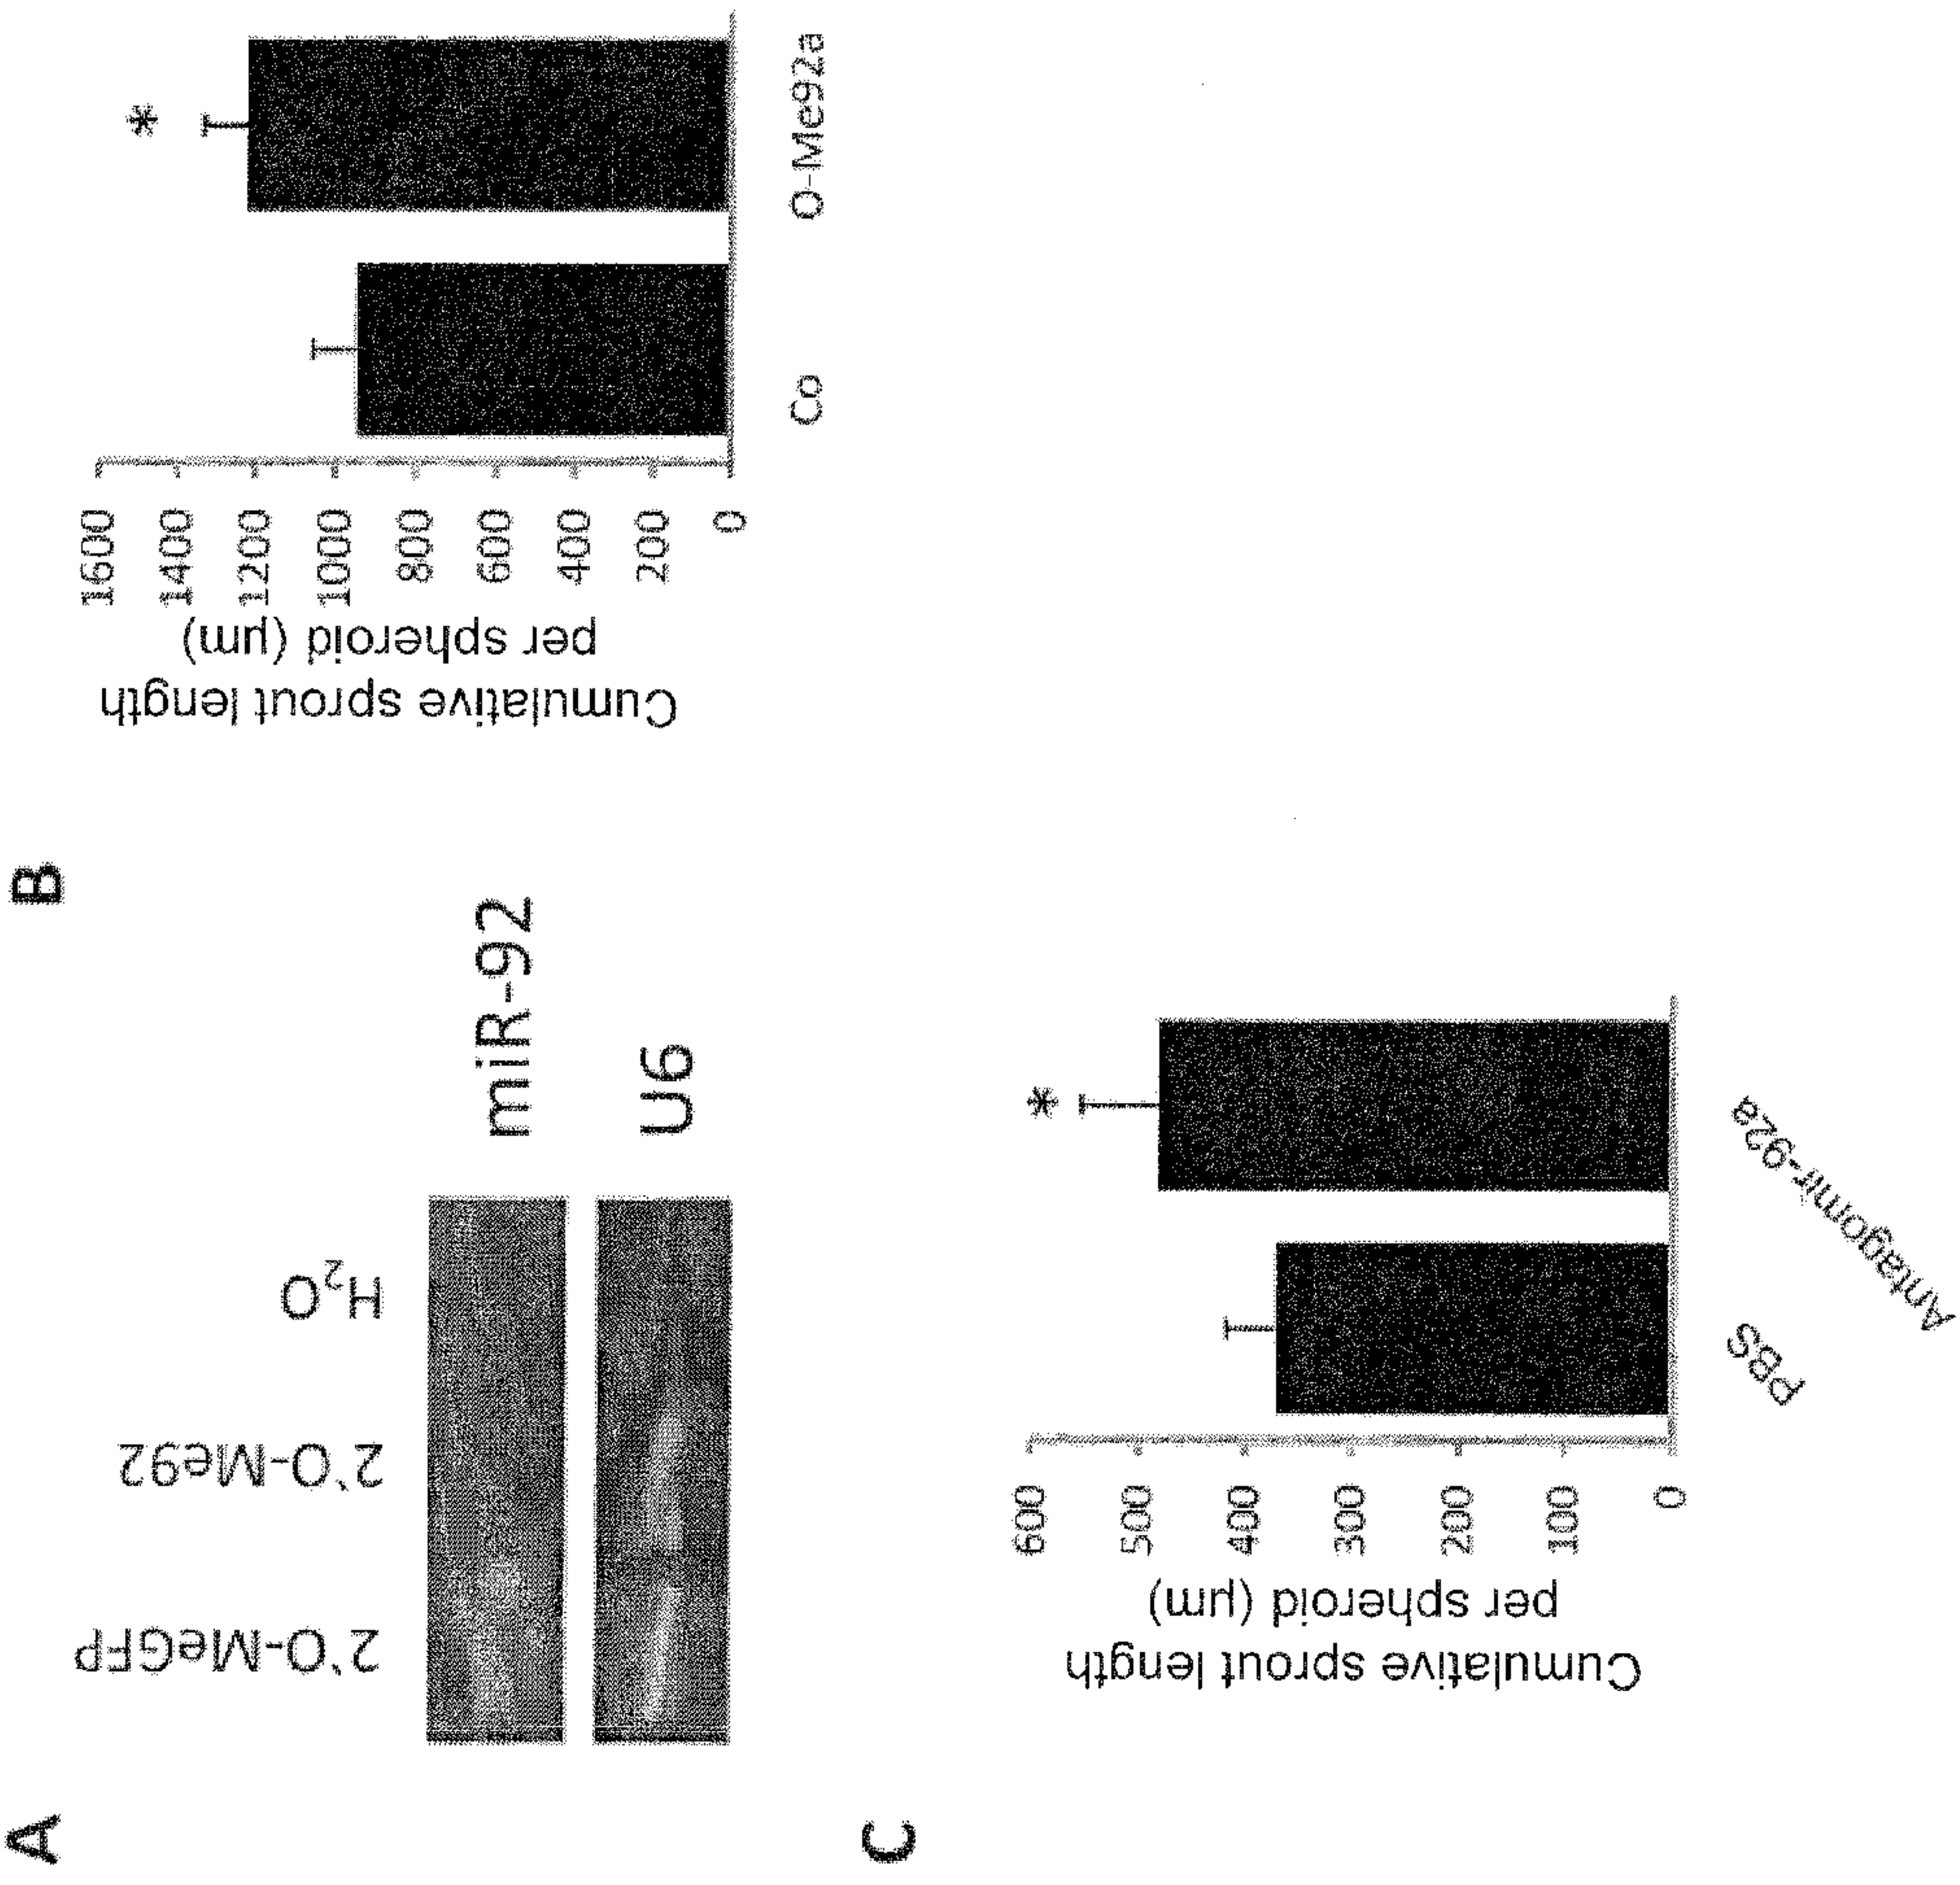 A
2'O-MeGFP
2'O-Me92
H₂O
miR-92
U6
B
Cumulative sprout length
per spheroid (µm)
1600
1400
1200
1000
800
600
400
200
0
*
Co
O-Me92a
C
Cumulative sprout length
per spheroid (µm)
600
500
400
300
200
100
0
*
PBS
Antagomir-92a